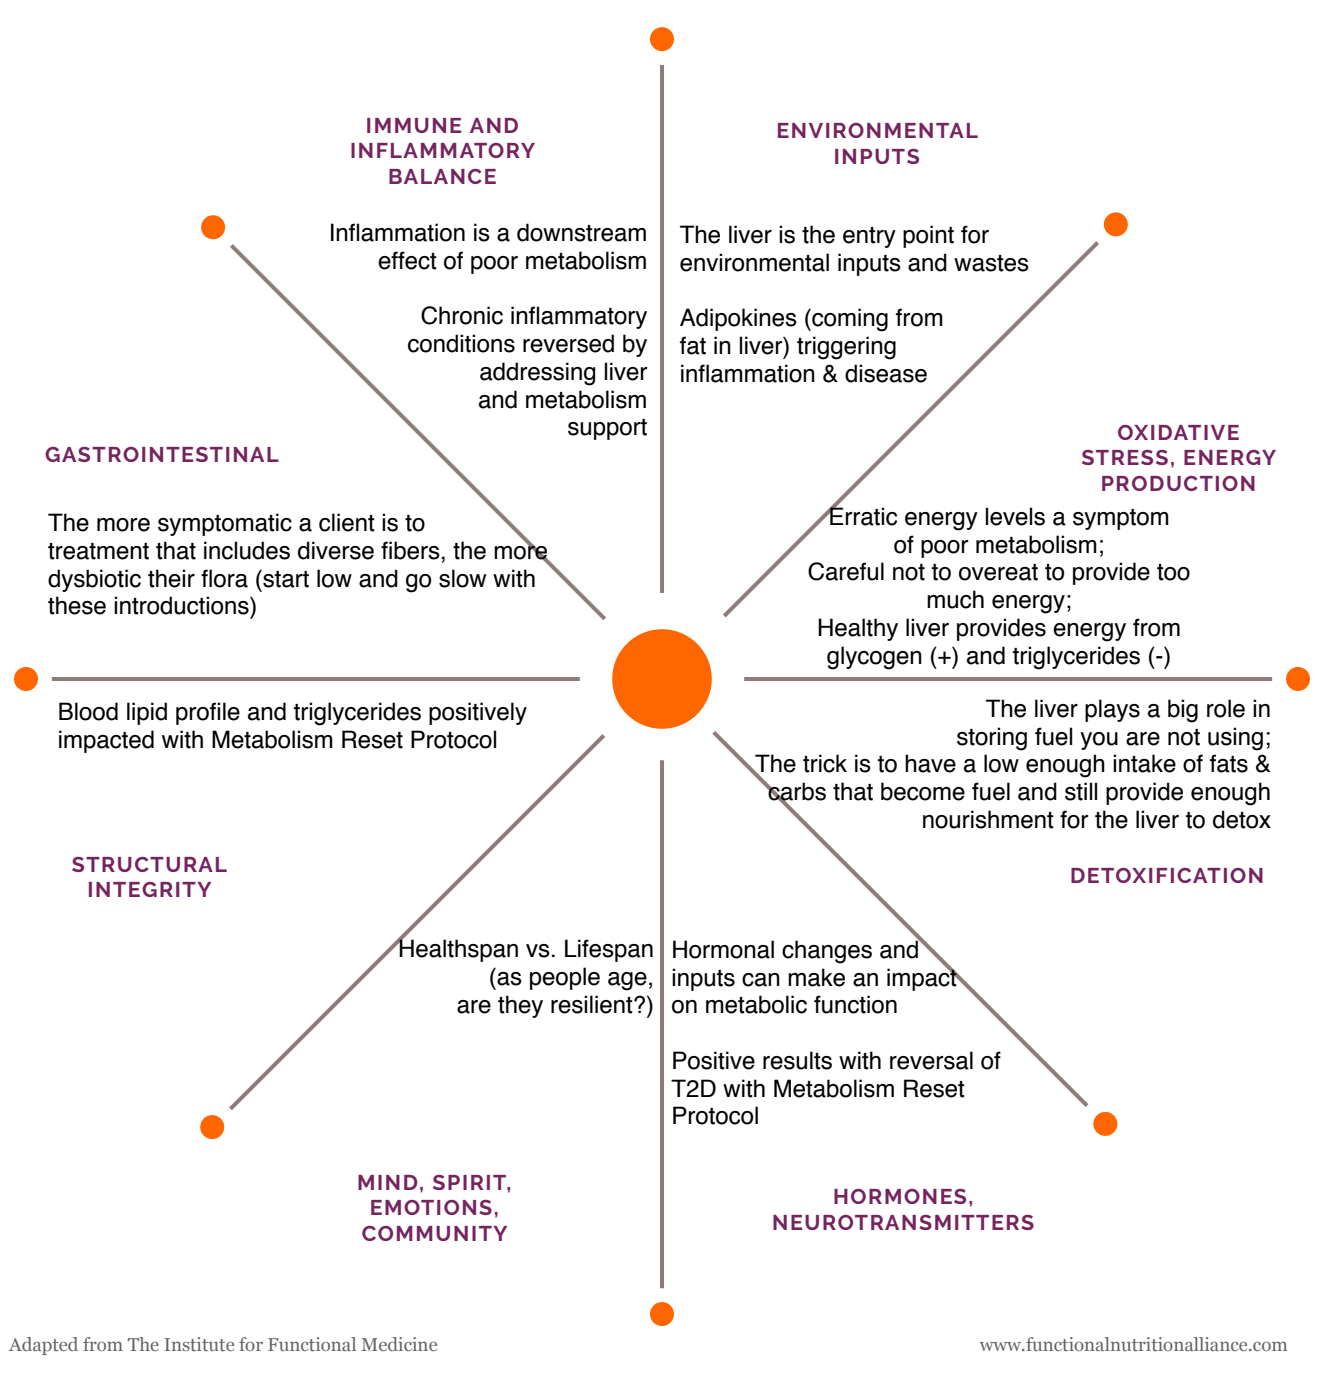 IMMUNE AND
INFLAMMATORY
BALANCE
Inflammation is a downstream
effect of poor metabolism
Chronic inflammatory
conditions reversed by
addressing liver
and metabolism
support
ENVIRONMENTAL
INPUTS
The liver is the entry point for
environmental inputs and wastes
Adipokines (coming from
fat in liver) triggering
inflammation & disease
GASTROINTESTINAL
The more symptomatic a client is to
treatment that includes diverse fibers, the more
dysbiotic their flora (start low and go slow with
these introductions)
OXIDATIVE
STRESS, ENERGY
PRODUCTION
Erratic energy levels a symptom
of poor metabolism;
Careful not to overeat to provide too
much energy;
Healthy liver provides energy from
glycogen (+) and triglycerides (-)
Blood lipid profile and triglycerides positively
impacted with Metabolism Reset Protocol
STRUCTURAL
INTEGRITY
The liver plays a big role in
storing fuel you are not using;
The trick is to have a low enough intake of fats &
carbs that become fuel and still provide enough
nourishment for the liver to detox
DETOXIFICATION
Healthspan vs. Lifespan
(as people age,
are they resilient?)
MIND, SPIRIT,
EMOTIONS,
COMMUNITY
Hormonal changes and
inputs can make an impact
on metabolic function
Positive results with reversal of
T2D with Metabolism Reset
Protocol
HORMONES,
NEUROTRANSMITTERS
Adapted from The Institute for Functional Medicine
www.functionalnutritionalliance.com